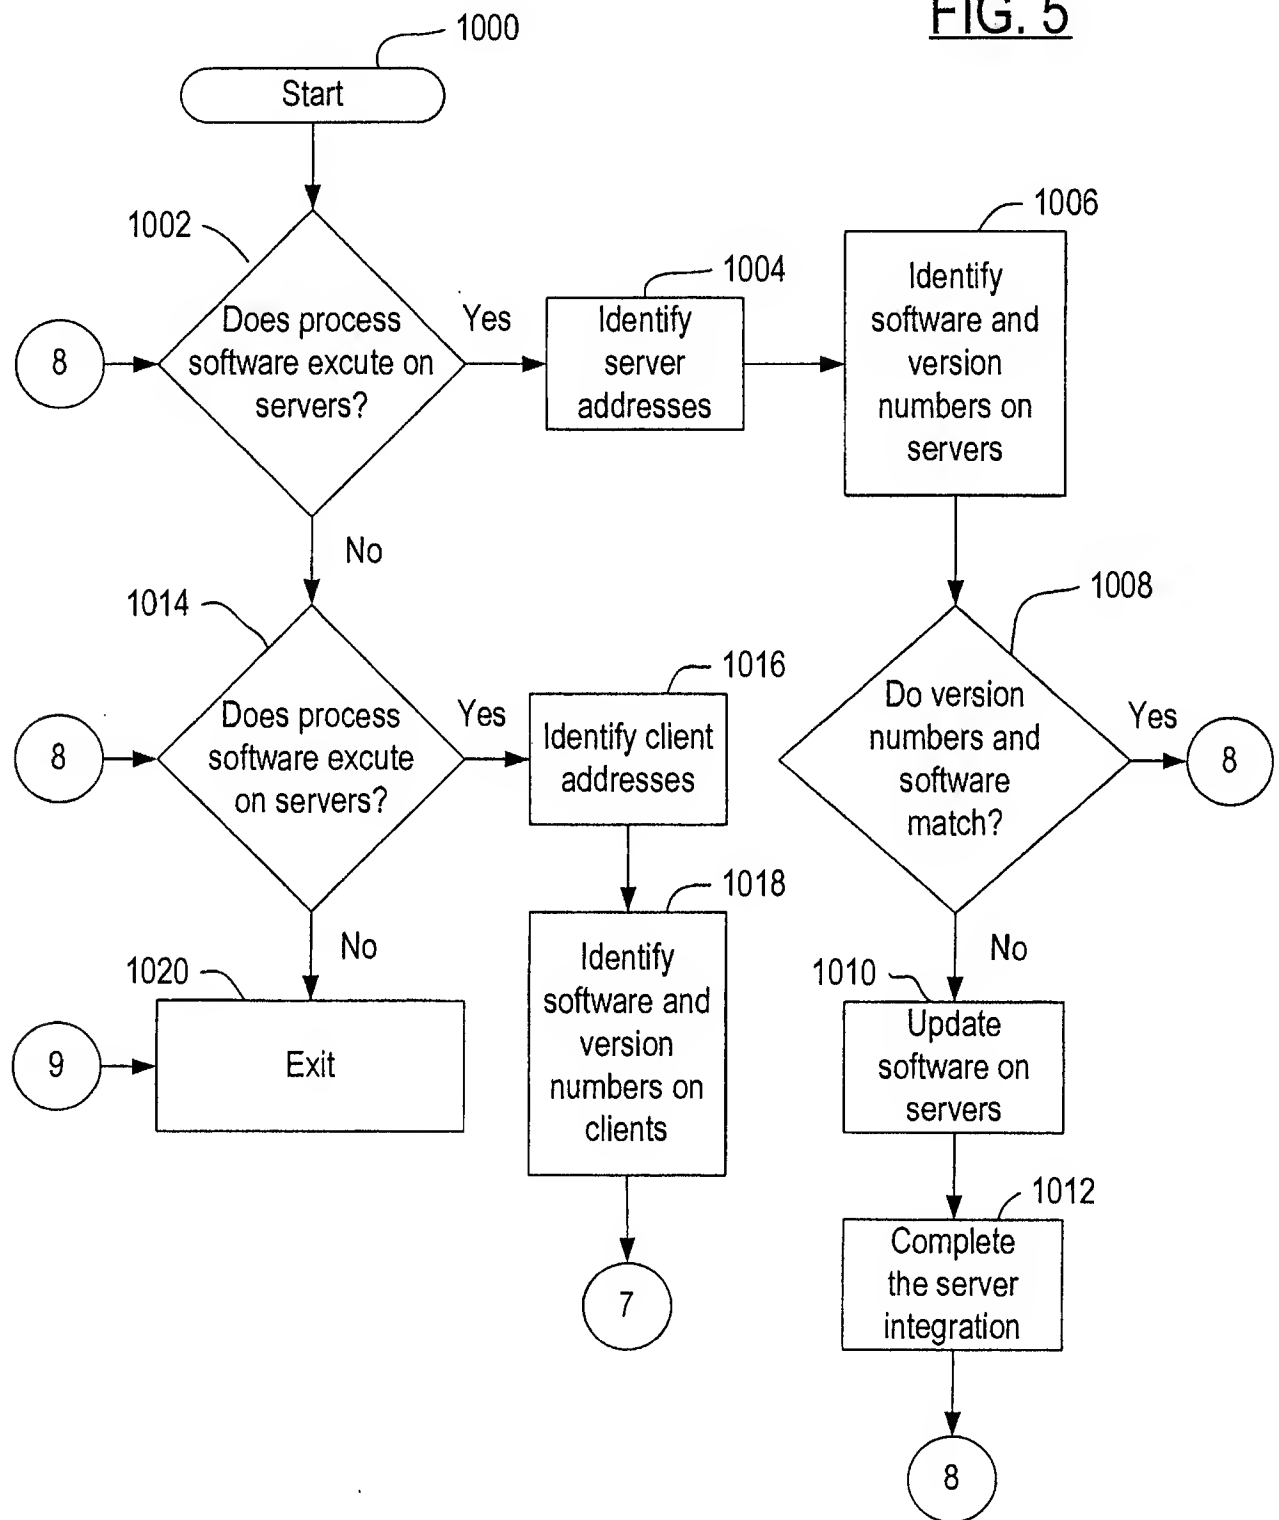 FIG. 5
1000
Start
1002
Does process
software excute on
servers?
8
Yes
1004
Identify
server
addresses
1006
Identify
software and
version
numbers on
servers
No
1014
Does process
software excute
on servers?
8
Yes
1016
Identify client
addresses
1008
Do version
numbers and
software
match?
Yes
8
1018
Identify
software and
version
numbers on
clients
No
1020
Exit
9
No
1010
Update
software on
servers
1012
Complete
the server
integration
7
8